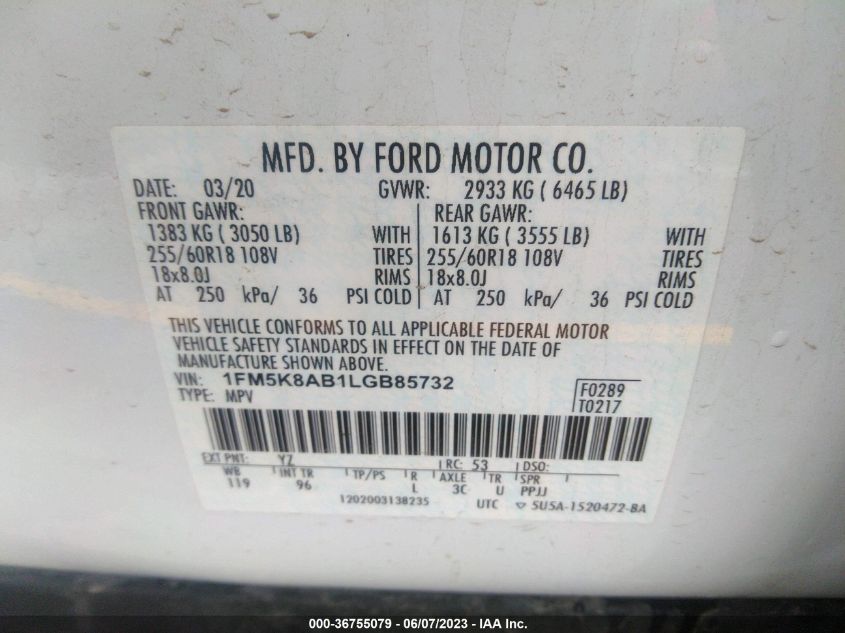 MFD. BY FORD MOTOR CO.
DATE: 03/20 GVWR: 2933 KG ( 6465 LB)
FRONT GAWR: REAR GAWR:
1383 KG ( 3050 LB) WITH 1613 KG ( 3555 LB) WITH
255/60R18 108V TIRES 255/60R18 108V TIRES
18x8.0J RIMS 18x8.0J RIMS
AT 250 kPa/ 36 PSI COLD AT 250 kPa/ 36 PSI COLD
THIS VEHICLE CONFORMS TO ALL APPLICABLE FEDERAL MOTOR
VEHICLE SAFETY STANDARDS IN EFFECT ON THE DATE OF
MANUFACTURE SHOWN ABOVE.
VIN: 1FM5K8AB1LGB85732 F0289
TYPE: MPV T0217
EXT PNT: YZ RC: 53 DSO:
WB INT TR TP/PS R AXLE TR SPR
119 96 L 3C U PPJJ
1202003138235 UTC ▽ 5U5A-1520472-BA
000-36755079 - 06/07/2023 - IAA Inc.